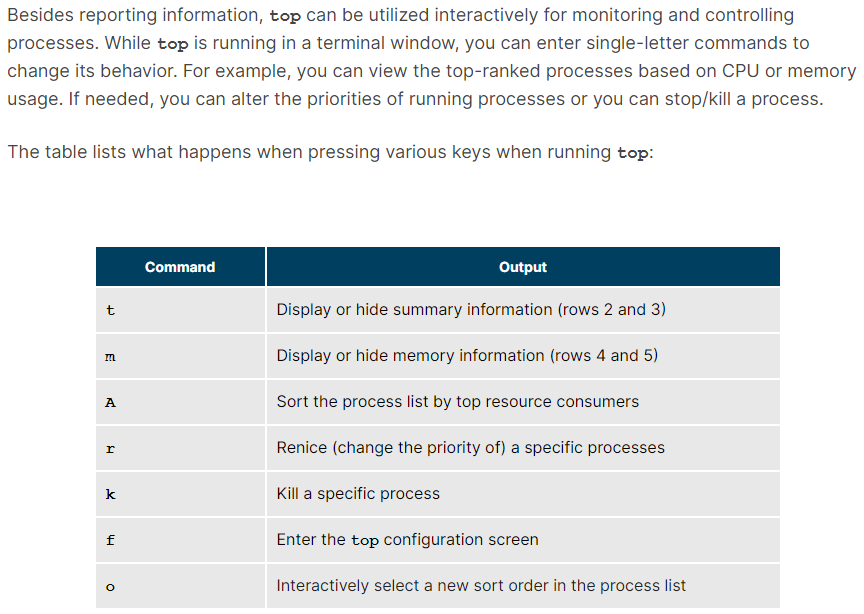 Besides reporting information, top can be utilized interactively for monitoring and controlling
processes. While top is running in a terminal window, you can enter single-letter commands to
change its behavior. For example, you can view the top-ranked processes based on CPU or memory
usage. If needed, you can alter the priorities of running processes or you can stop/kill a process.
The table lists what happens when pressing various keys when running top:
Command Output
t Display or hide summary information (rows 2 and 3)
m Display or hide memory information (rows 4 and 5)
A Sort the process list by top resource consumers
r Renice (change the priority of) a specific processes
k Kill a specific process
f Enter the top configuration screen
o Interactively select a new sort order in the process list